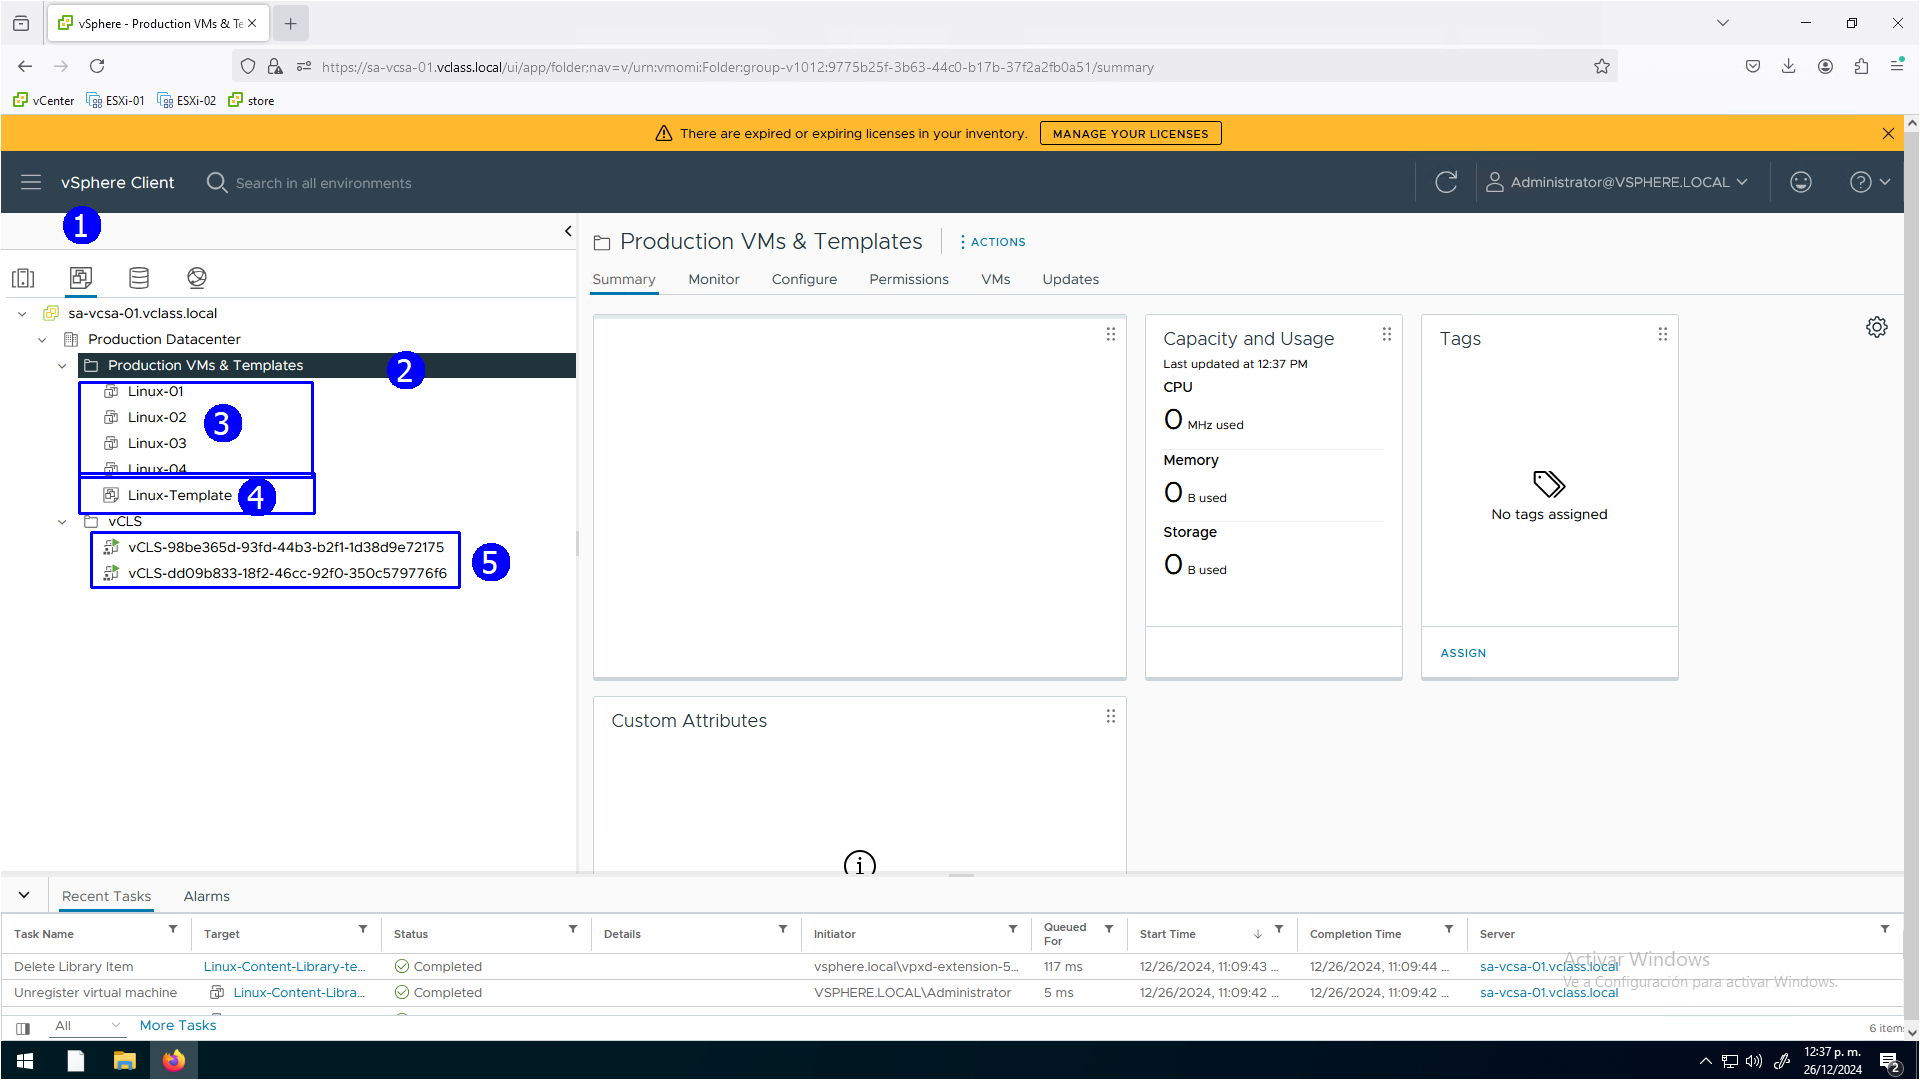 vSphere - Production VMs & Te
https://sa-vcsa-01.vclass.local/ui/app/folder;nav=v/urn:vmomi:Folder:group-v1012:9775b25f-3b63-44c0-b17b-37f2a2fb0a51/summary
vCenter ESXi-01 ESXi-02 store
There are expired or expiring licenses in your inventory. MANAGE YOUR LICENSES
vSphere Client Search in all environments Administrator@VSPHERE.LOCAL
1
sa-vcsa-01.vclass.local
Production Datacenter
Production VMs & Templates 2
Linux-01
Linux-02
3
Linux-03
Linux-04
Linux-Template 4
vCLS
vCLS-98be365d-93fd-44b3-b2f1-1d38d9e72175
5
vCLS-dd09b833-18f2-46cc-92f0-350c579776f6
Production VMs & Templates ACTIONS
Summary Monitor Configure Permissions VMs Updates
Capacity and Usage
Last updated at 12:37 PM
CPU
0 MHz used
Memory
0 B used
Storage
0 B used
Tags
No tags assigned
ASSIGN
Custom Attributes
Recent Tasks Alarms
Task Name Target Status Details Initiator Queued For Start Time Completion Time Server
Delete Library Item Linux-Content-Library-te... Completed vsphere.local\vpxd-extension-5... 117 ms 12/26/2024, 11:09:43 ... 12/26/2024, 11:09:44 ... sa-vcsa-01.vclass.local
Unregister virtual machine Linux-Content-Libra... Completed VSPHERE.LOCAL\Administrator 5 ms 12/26/2024, 11:09:42 ... 12/26/2024, 11:09:42 ... sa-vcsa-01.vclass.local
Activar Windows
Ve a Configuración para activar Windows.
All More Tasks
6 items
12:37 p. m.
26/12/2024
2